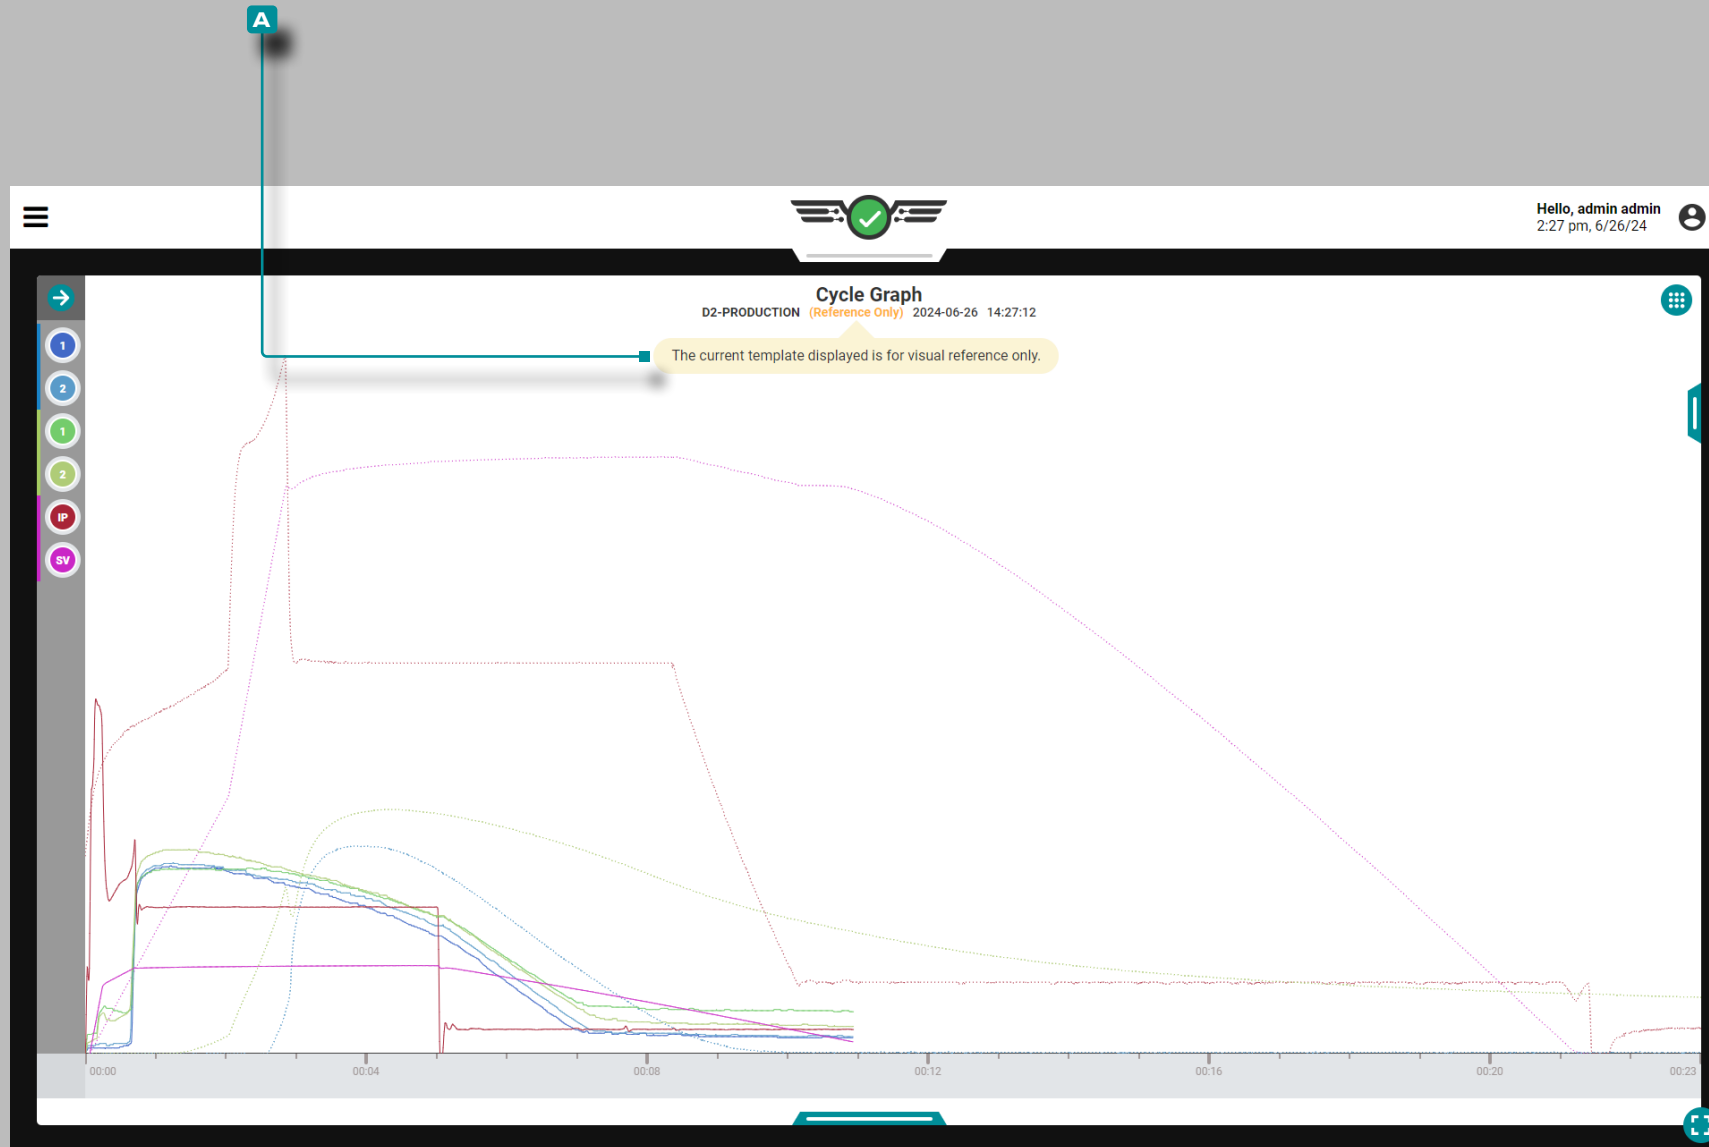 A
Hello, admin admin
2:27 pm, 6/26/24
Cycle Graph
D2-PRODUCTION (Reference Only) 2024-06-26 14:27:12
The current template displayed is for visual reference only.
1
2
1
2
IP
SV
00:00 00:04 00:08 00:12 00:16 00:20 00:23